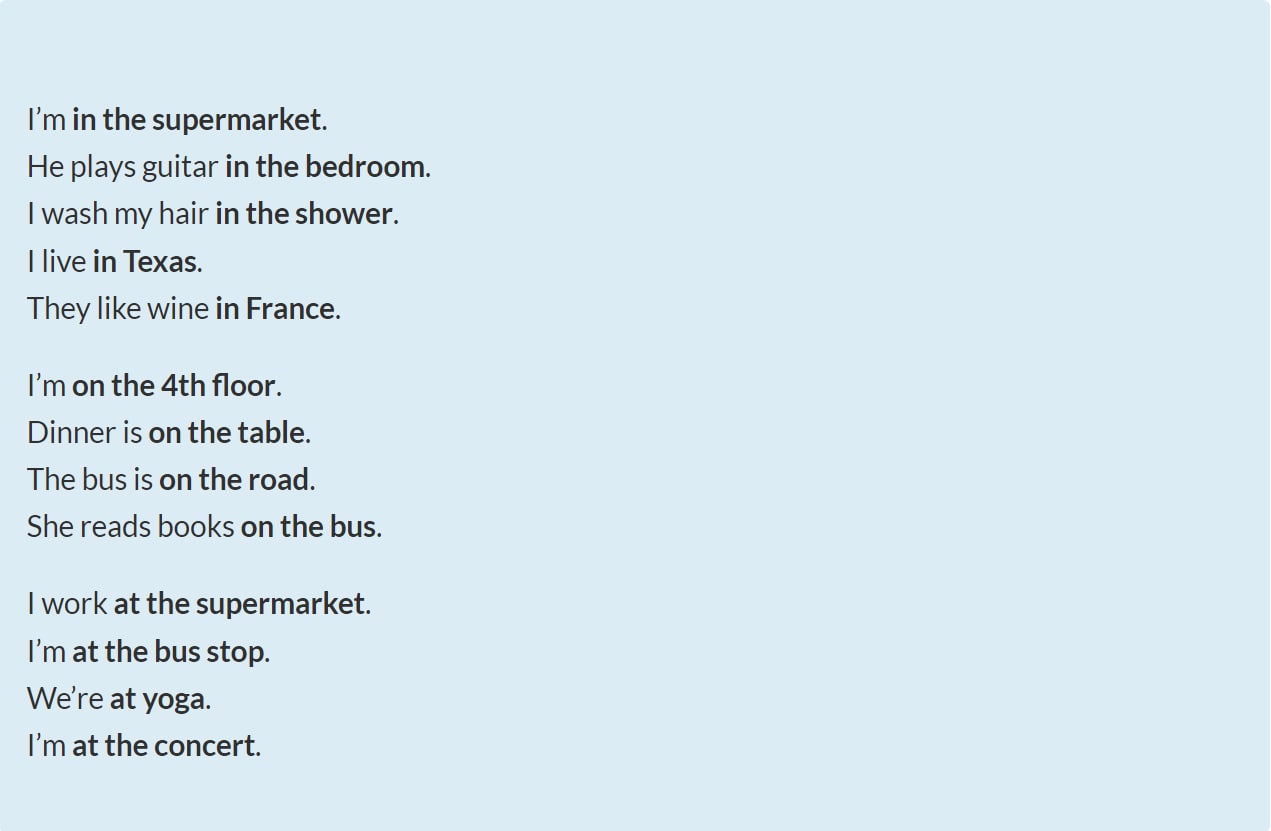 I’m in the supermarket.
He plays guitar in the bedroom.
I wash my hair in the shower.
I live in Texas.
They like wine in France.
I’m on the 4th floor.
Dinner is on the table.
The bus is on the road.
She reads books on the bus.
I work at the supermarket.
I’m at the bus stop.
We’re at yoga.
I’m at the concert.